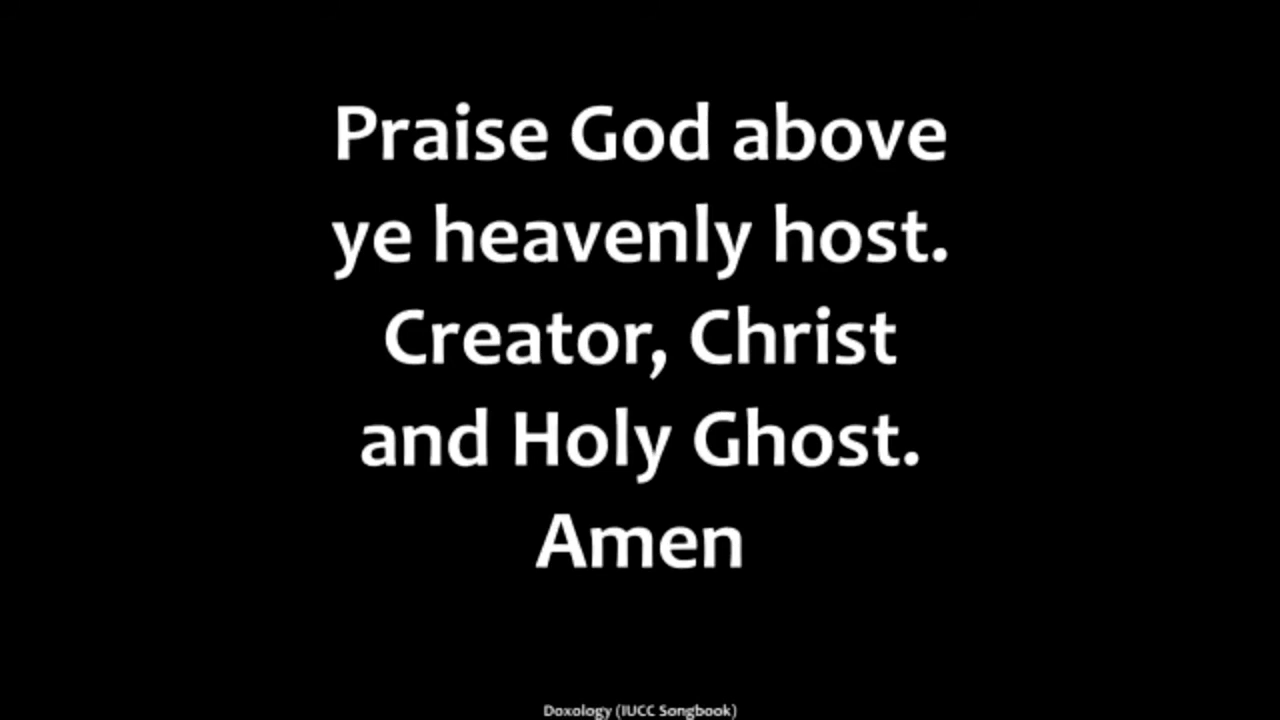 Praise God above
ye heavenly host.
Creator, Christ
and Holy Ghost.
Amen
Doxology (IUCC Songbook)